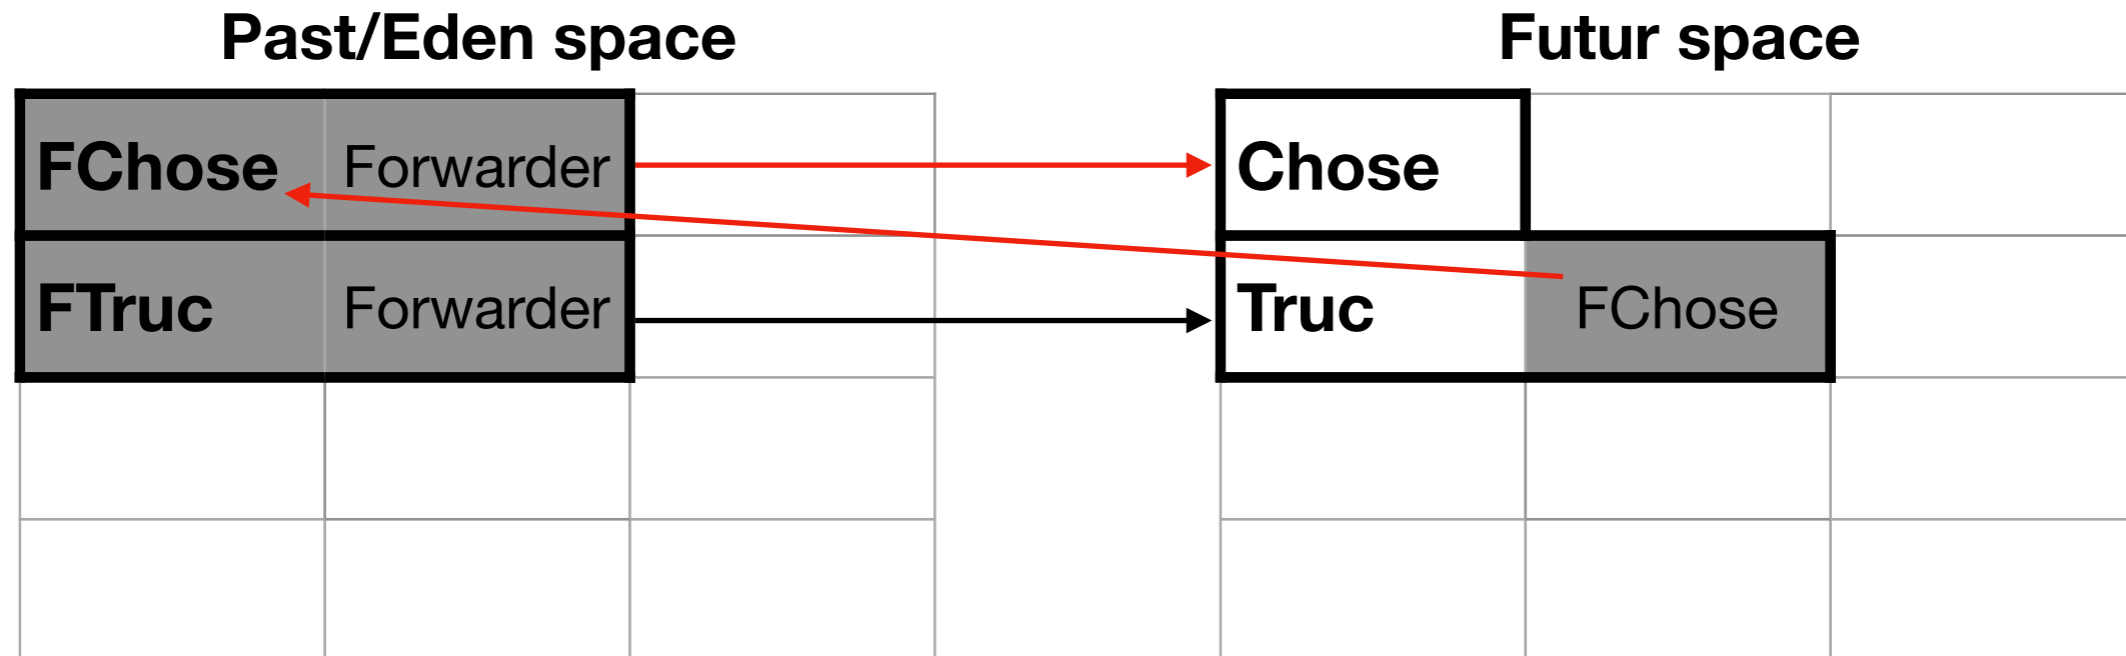 Past/Eden space
Futur space
FChose Forwarder
Chose
FTruc Forwarder
Truc FChose